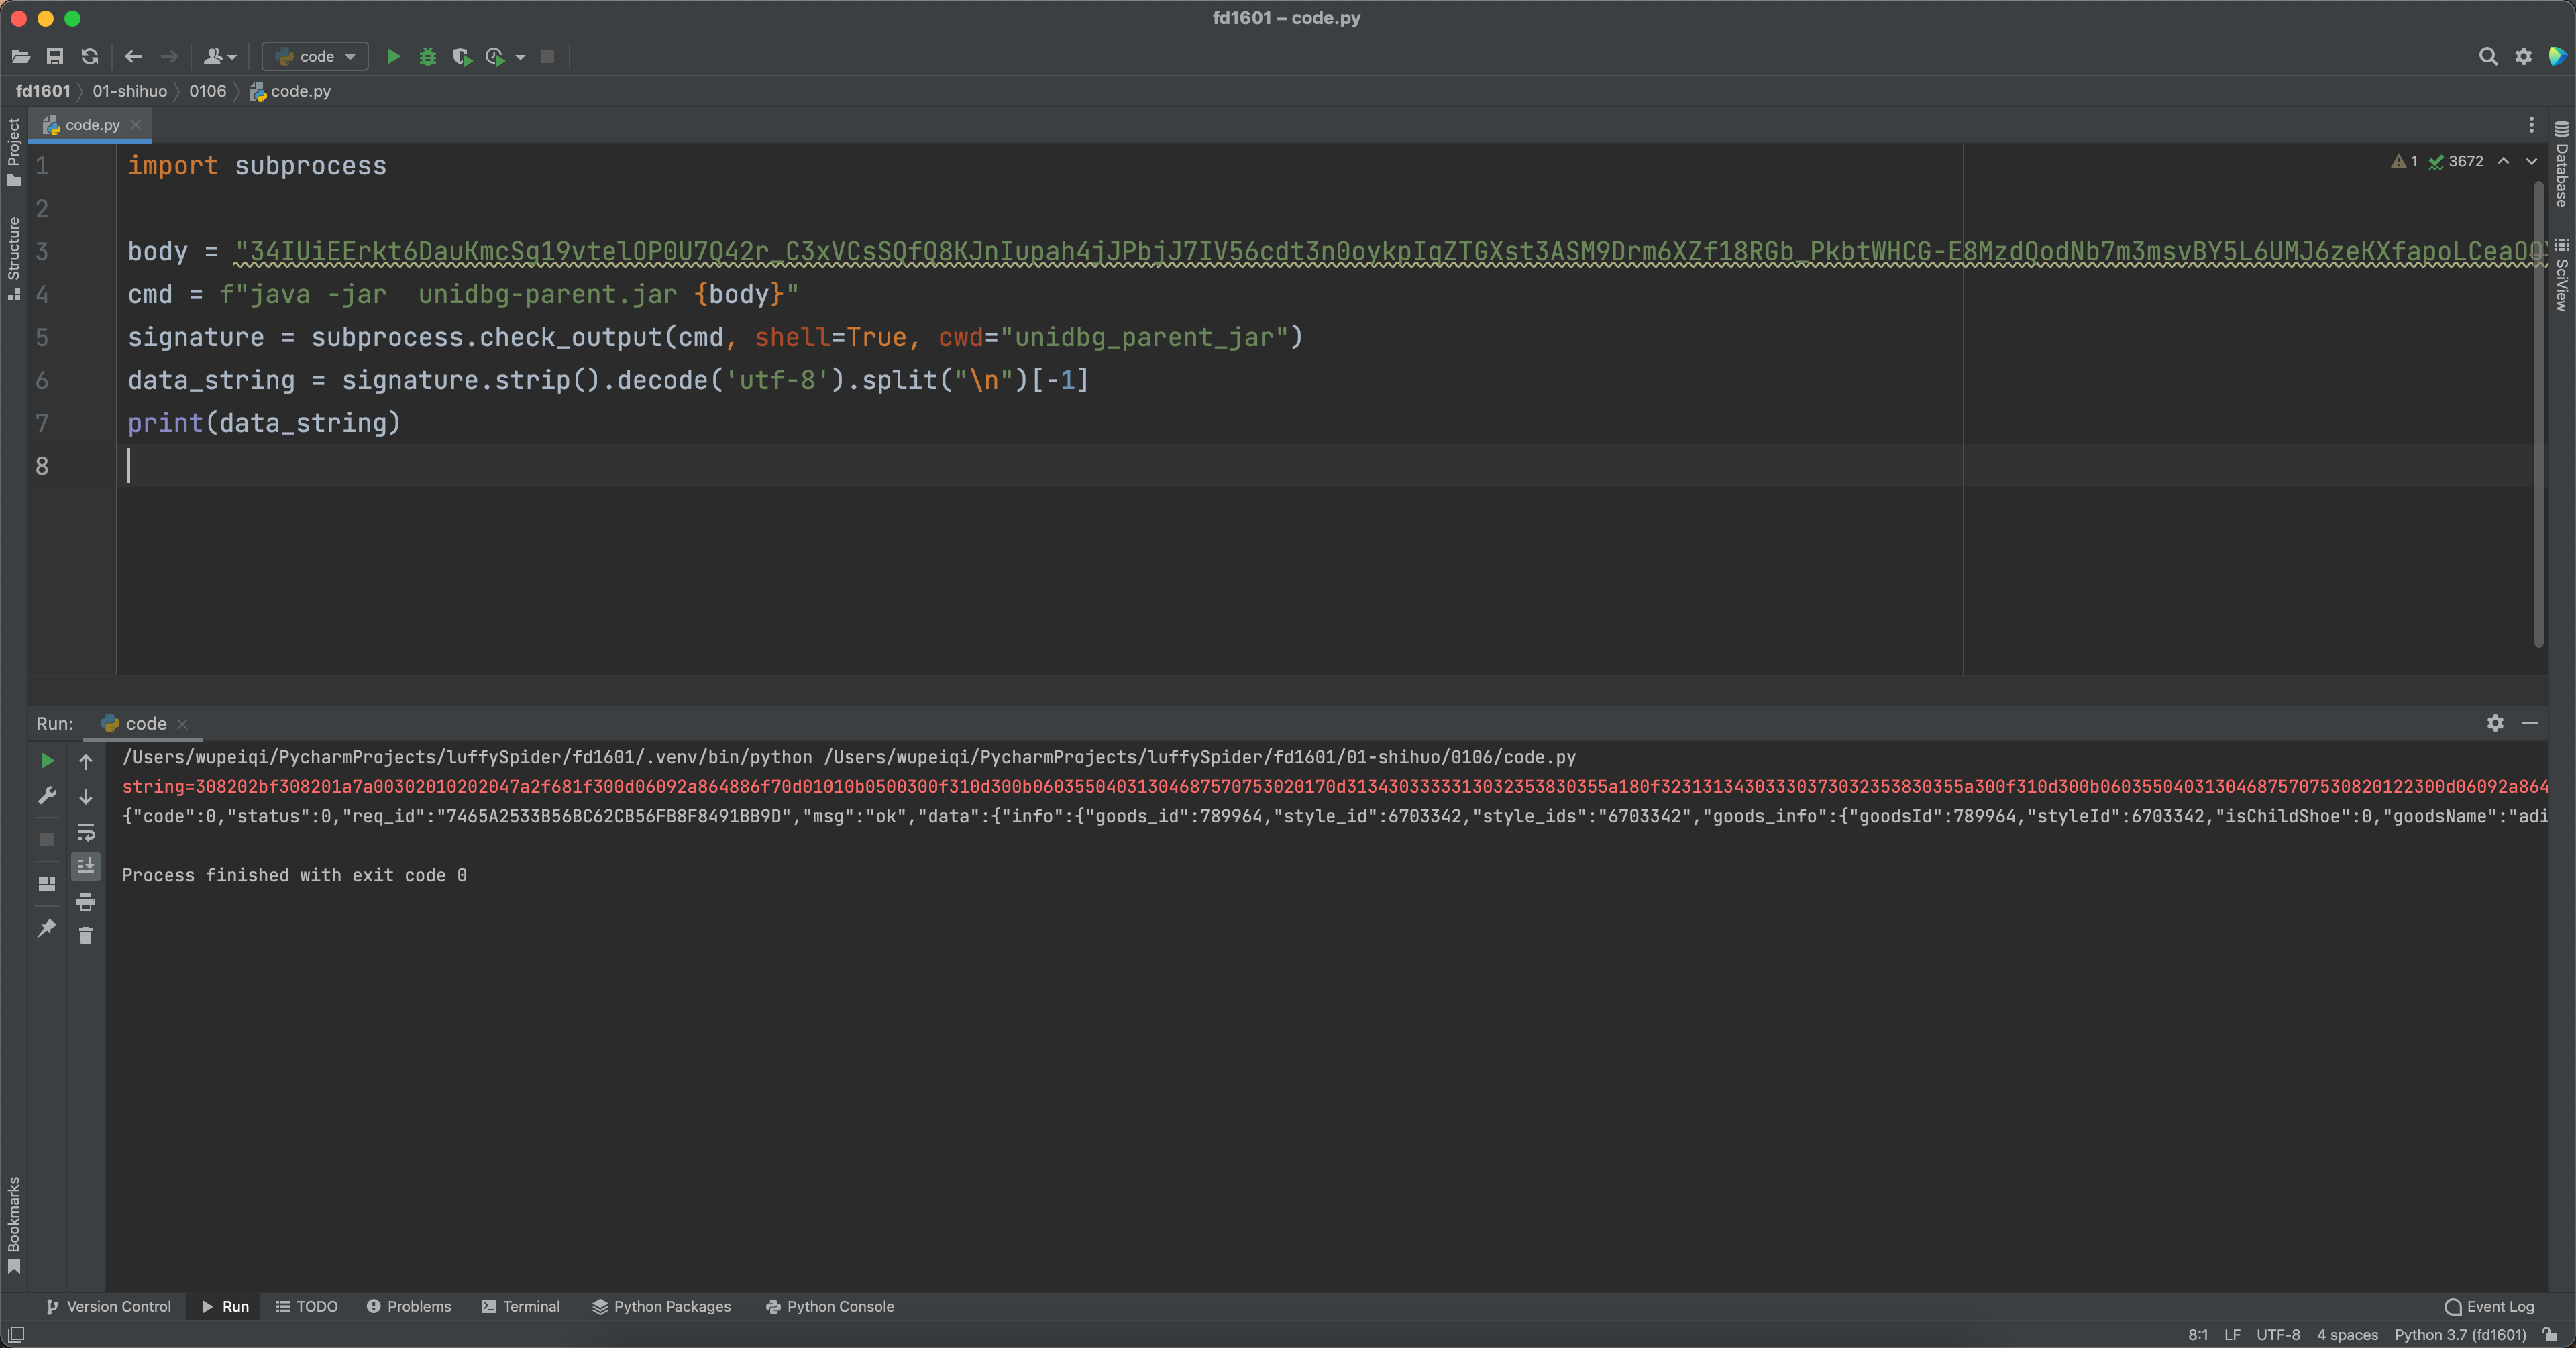 fd1601 – code.py
code
fd1601 01-shihuo 0106 code.py
code.py
Project
Structure
Bookmarks
Database
SciView
1 3672
1 import subprocess
2
3 body = "34IUiEErkt6DauKmcSg19vtelOP0U7Q42r_C3xVCsSQfQ8KJnIupah4jJPbjJ7IV56cdt3n0oykpIgZTGXst3ASM9Drm6XZf18RGb_PkbtWHCG-E8MzdQodNb7m3msvBY5L6UMJ6zeKXfapoLCeaO
4 cmd = f"java -jar  unidbg-parent.jar {body}"
5 signature = subprocess.check_output(cmd, shell=True, cwd="unidbg_parent_jar")
6 data_string = signature.strip().decode('utf-8').split("\n")[-1]
7 print(data_string)
8
Run: code
/Users/wupeiqi/PycharmProjects/luffySpider/fd1601/.venv/bin/python /Users/wupeiqi/PycharmProjects/luffySpider/fd1601/01-shihuo/0106/code.py
string=308202bf308201a7a00302010202047a2f681f300d06092a864886f70d01010b0500300f310d300b06035504031304687570753020170d3134303333313032353830355a180f32313134303330373032353830355a300f310d300b060355040313046875707530820122300d06092a864
{"code":0,"status":0,"req_id":"7465A2533B56BC62CB56FB8F8491BB9D","msg":"ok","data":{"info":{"goods_id":789964,"style_id":6703342,"style_ids":"6703342","goods_info":{"goodsId":789964,"styleId":6703342,"isChildShoe":0,"goodsName":"adi
Process finished with exit code 0
Version Control Run TODO Problems Terminal Python Packages Python Console Event Log
8:1 LF UTF-8 4 spaces Python 3.7 (fd1601)